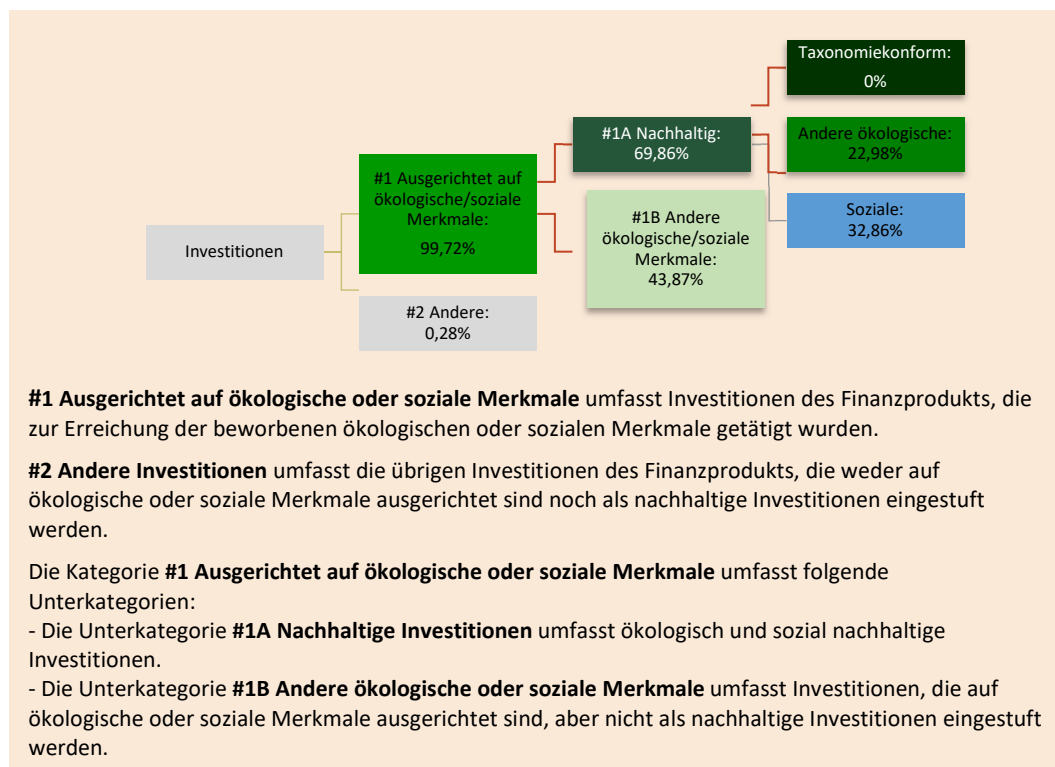 Taxonomiekonform:
0%
#1A Nachhaltig:
69,86%
Andere ökologische:
22,98%
#1 Ausgerichtet auf
ökologische/soziale
Merkmale:
99,72%
Soziale:
32,86%
#1B Andere
ökologische/soziale
Merkmale:
43,87%
Investitionen
#2 Andere:
0,28%
#1 Ausgerichtet auf ökologische oder soziale Merkmale umfasst Investitionen des Finanzprodukts, die
zur Erreichung der beworbenen ökologischen oder sozialen Merkmale getätigt wurden.
#2 Andere Investitionen umfasst die übrigen Investitionen des Finanzprodukts, die weder auf
ökologische oder soziale Merkmale ausgerichtet sind noch als nachhaltige Investitionen eingestuft
werden.
Die Kategorie #1 Ausgerichtet auf ökologische oder soziale Merkmale umfasst folgende
Unterkategorien:
- Die Unterkategorie #1A Nachhaltige Investitionen umfasst ökologisch und sozial nachhaltige
Investitionen.
- Die Unterkategorie #1B Andere ökologische oder soziale Merkmale umfasst Investitionen, die auf
ökologische oder soziale Merkmale ausgerichtet sind, aber nicht als nachhaltige Investitionen eingestuft
werden.